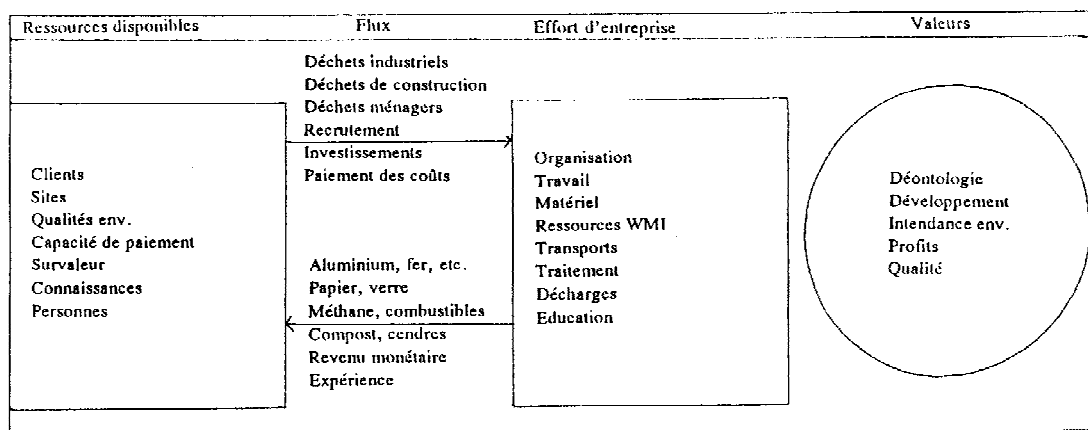 Ressources disponibles
Flux
Effort d'entreprise
Valeurs
Déchets industriels
Déchets de construction
Déchets ménagers
Recrutement
Investissements
Paiement des coûts
Clients
Sites
Qualités env.
Capacité de paiement
Survaleur
Connaissances
Personnes
Aluminium, fer, etc.
Papier, verre
Méthane, combustibles
Compost, cendres
Revenu monétaire
Expérience
Organisation
Travail
Matériel
Ressources WMI
Transports
Traitement
Décharges
Education
Déontologie
Développement
Intendance env.
Profits
Qualité